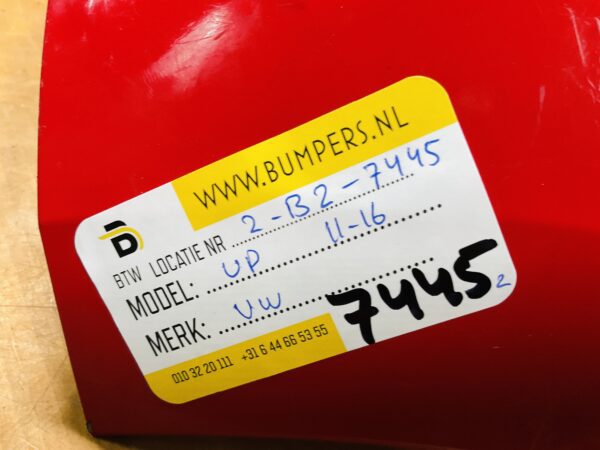 WWW.BUMPERS.NL
BTW LOCATIE NR 2-B2-7445
MODEL: UP 11-16
MERK: VW
7445 2
010 32 20 111 +31 6 44 66 53 55